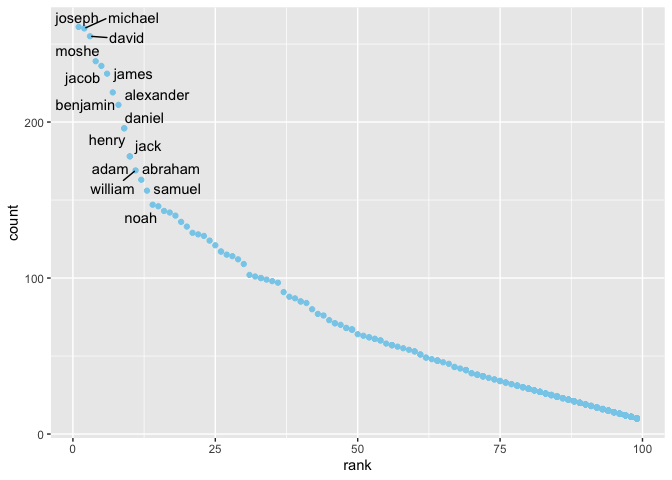 joseph michael
david
moshe
jacob james
alexander
benjamin
daniel
henry
jack
adam abraham
william samuel
noah
200
100
0
count
0 25 50 75 100
rank